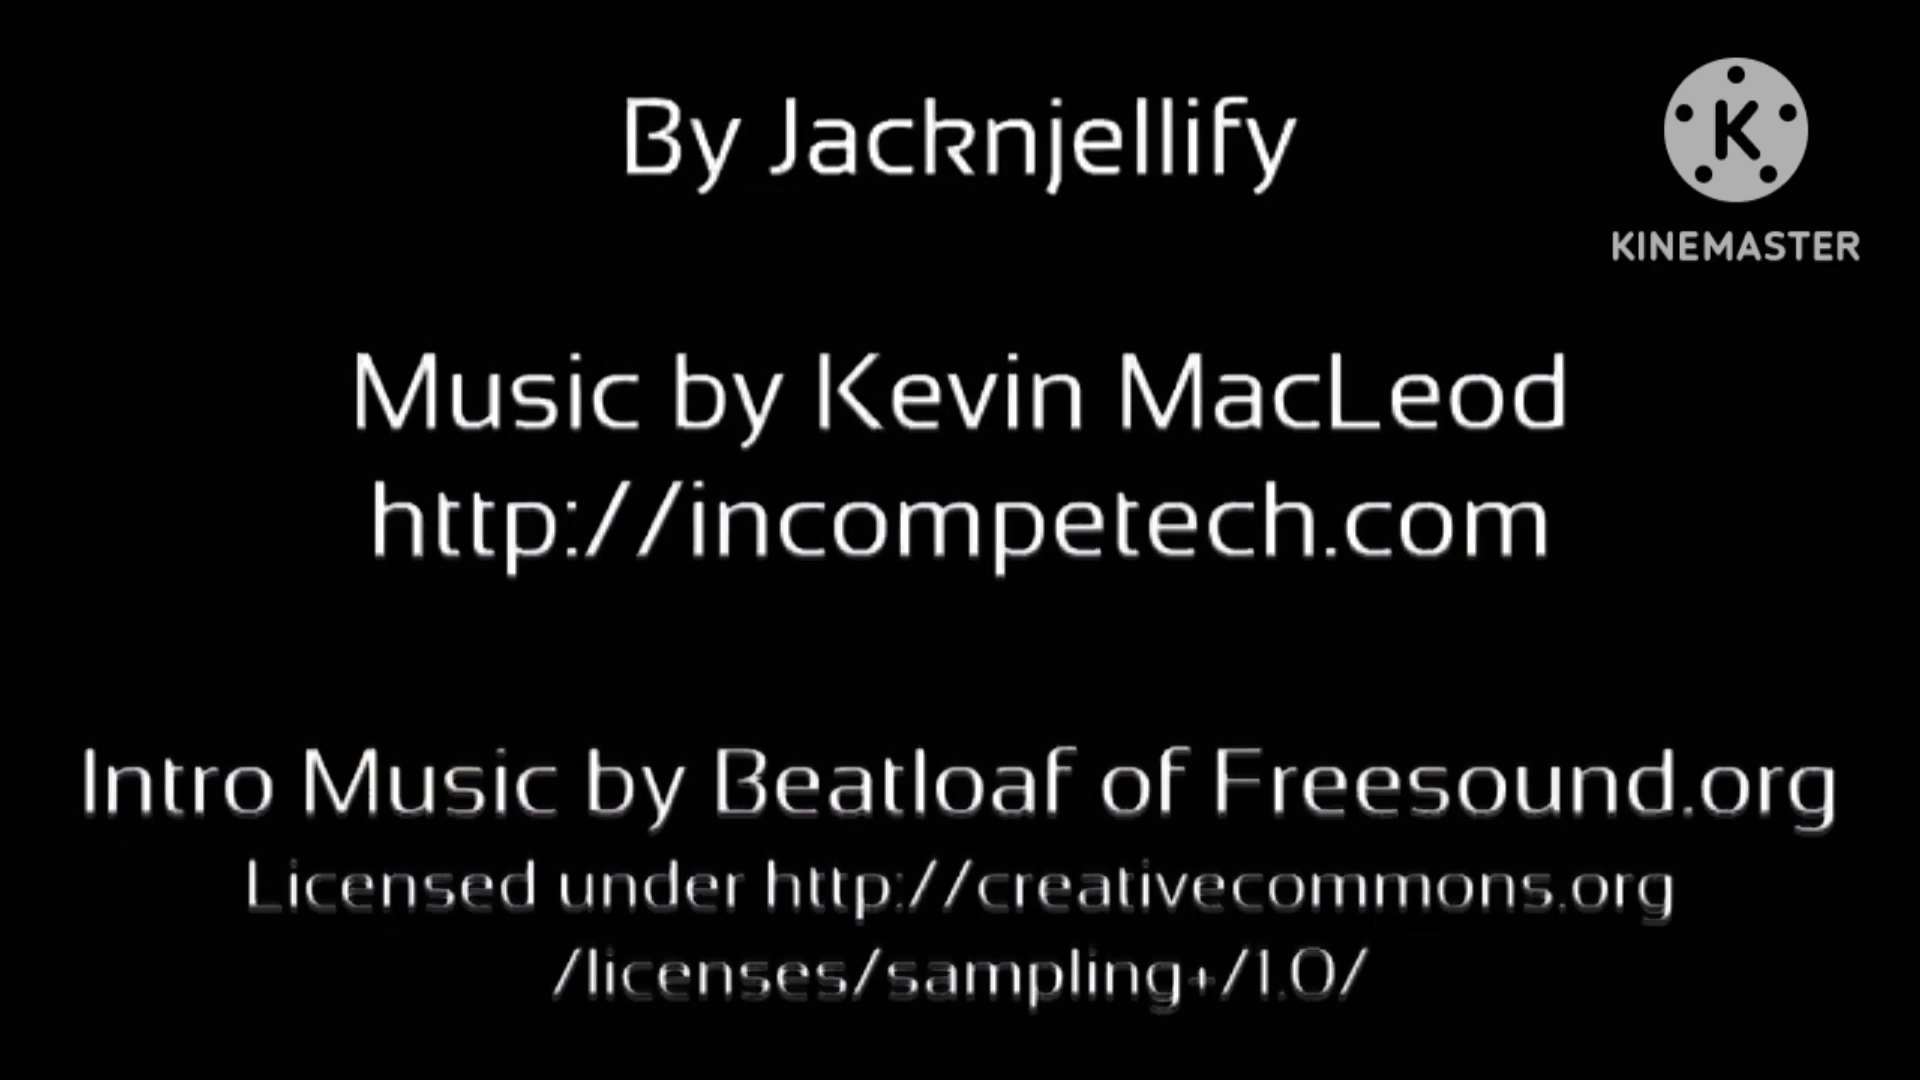 By Jacknjellify
K
KINEMASTER
Music by Kevin MacLeod
http://incompetech.com
Intro Music by Beatloaf of Freesound.org
Licensed under http://creativecommons.org
/licenses/sampling+/1.0/